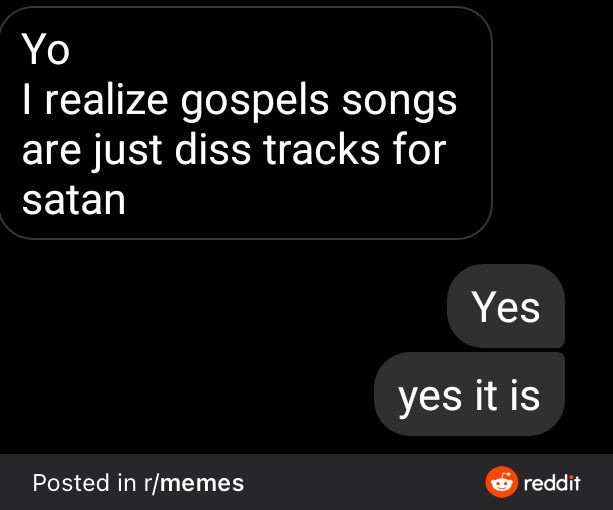 Yo
I realize gospels songs
are just diss tracks for
satan
Yes
yes it is
Posted in r/memes
reddit